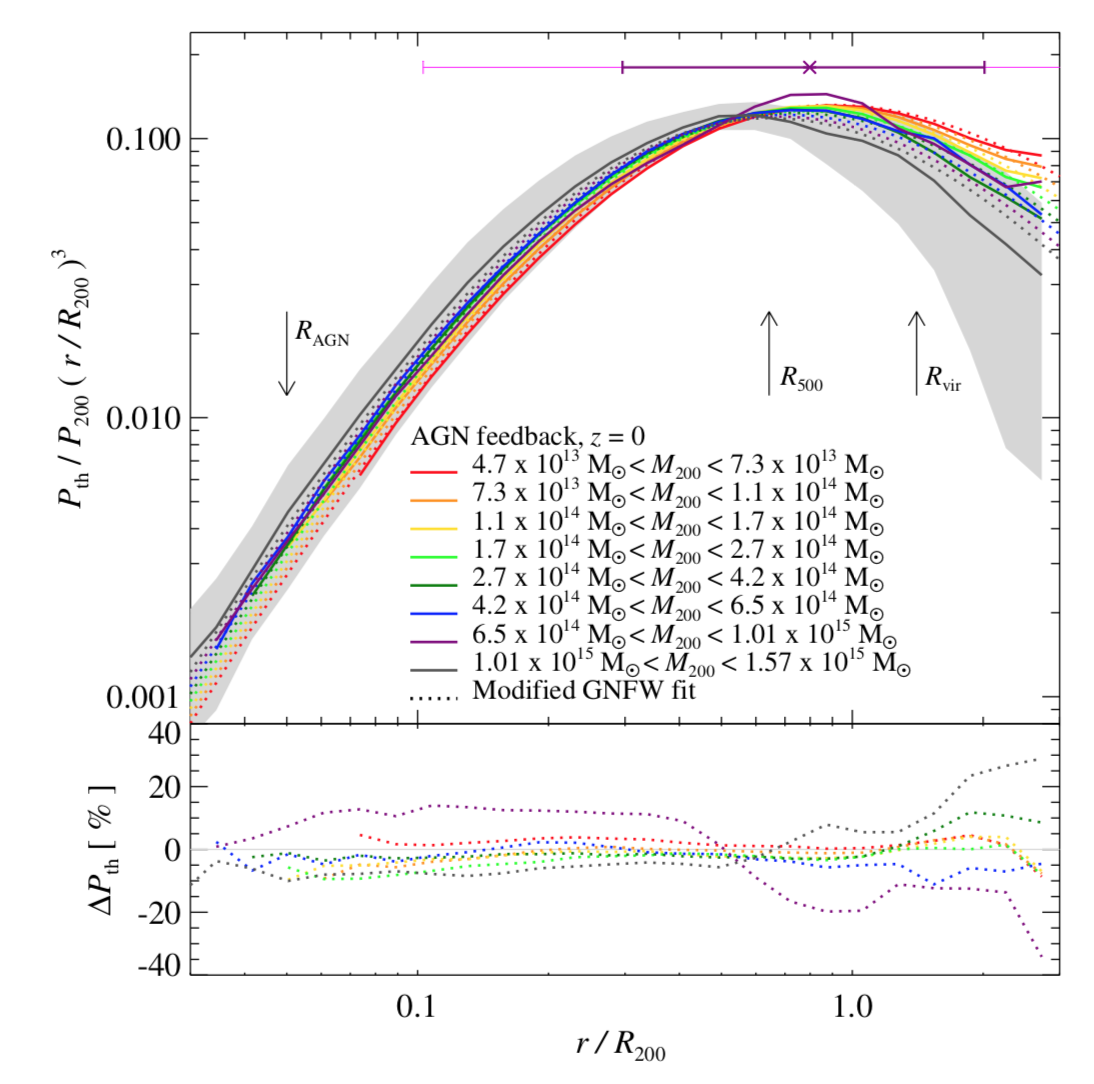 0.100
0.010
0.001
P_th / P_200 ( r / R_200 )^3
R_AGN
R_500
R_vir
AGN feedback, z = 0
4.7 x 10^13 M_⊙ < M_200 < 7.3 x 10^13 M_⊙
7.3 x 10^13 M_⊙ < M_200 < 1.1 x 10^14 M_⊙
1.1 x 10^14 M_⊙ < M_200 < 1.7 x 10^14 M_⊙
1.7 x 10^14 M_⊙ < M_200 < 2.7 x 10^14 M_⊙
2.7 x 10^14 M_⊙ < M_200 < 4.2 x 10^14 M_⊙
4.2 x 10^14 M_⊙ < M_200 < 6.5 x 10^14 M_⊙
6.5 x 10^14 M_⊙ < M_200 < 1.01 x 10^15 M_⊙
1.01 x 10^15 M_⊙ < M_200 < 1.57 x 10^15 M_⊙
Modified GNFW fit
40
20
0
-20
-40
ΔP_th [ % ]
0.1 1.0
r / R_200